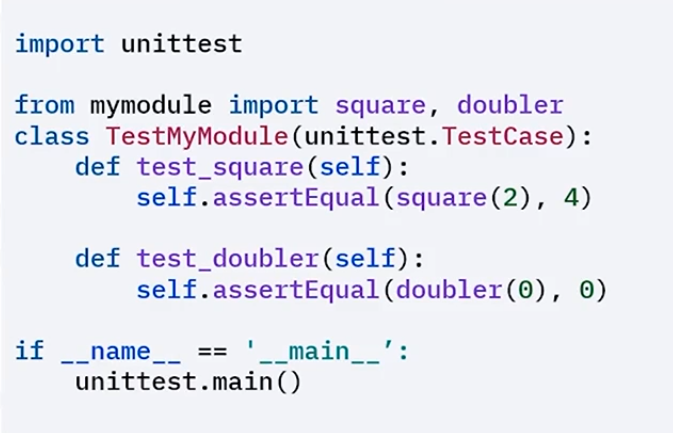 import unittest
from mymodule import square, doubler
class TestMyModule(unittest.TestCase):
    def test_square(self):
        self.assertEqual(square(2), 4)
    def test_doubler(self):
        self.assertEqual(doubler(0), 0)
if __name__ == '__main__’:
    unittest.main()